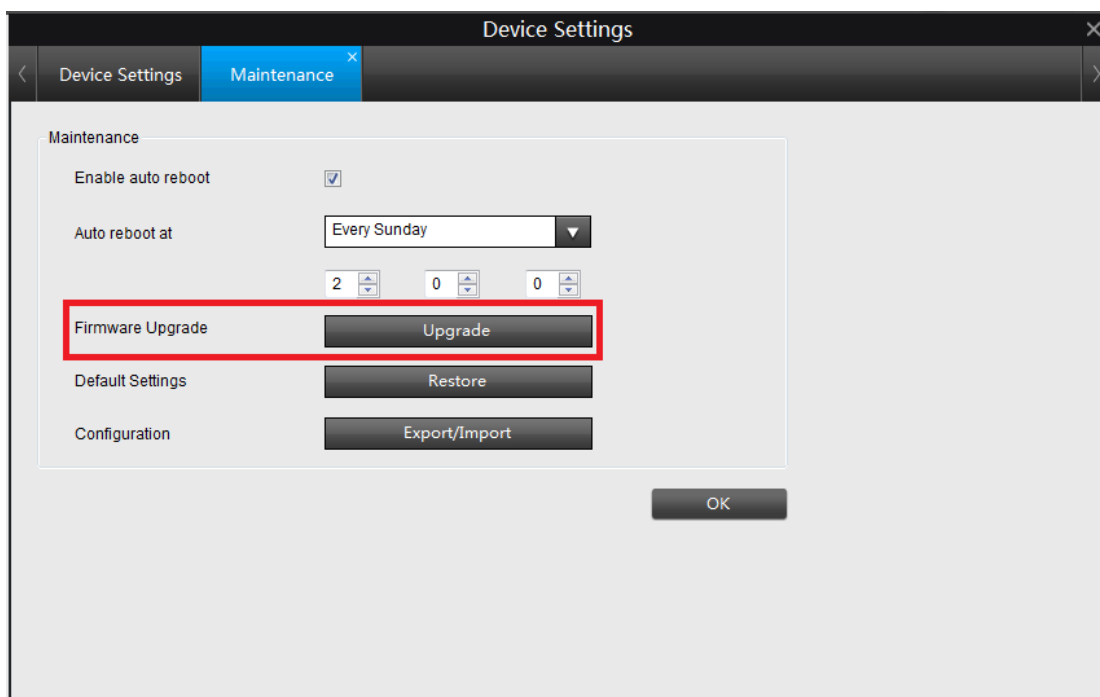 Device Settings
Device Settings
Maintenance
Maintenance
Enable auto reboot
Auto reboot at
Every Sunday
2 0 0
Firmware Upgrade
Upgrade
Default Settings
Restore
Configuration
Export/Import
OK